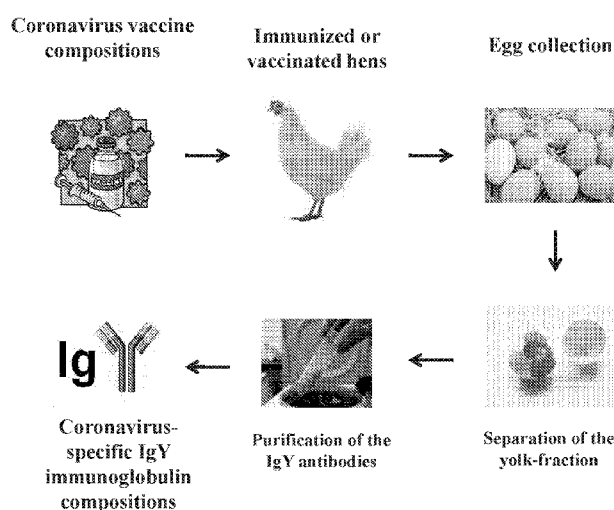 Coronavirus vaccine
compositions
Immunized or
vaccinated hens
Egg collection
Ig
Coronavirus-
specific IgY
immunoglobulin
compositions
Purification of the
IgY antibodies
Separation of the
yolk-fraction